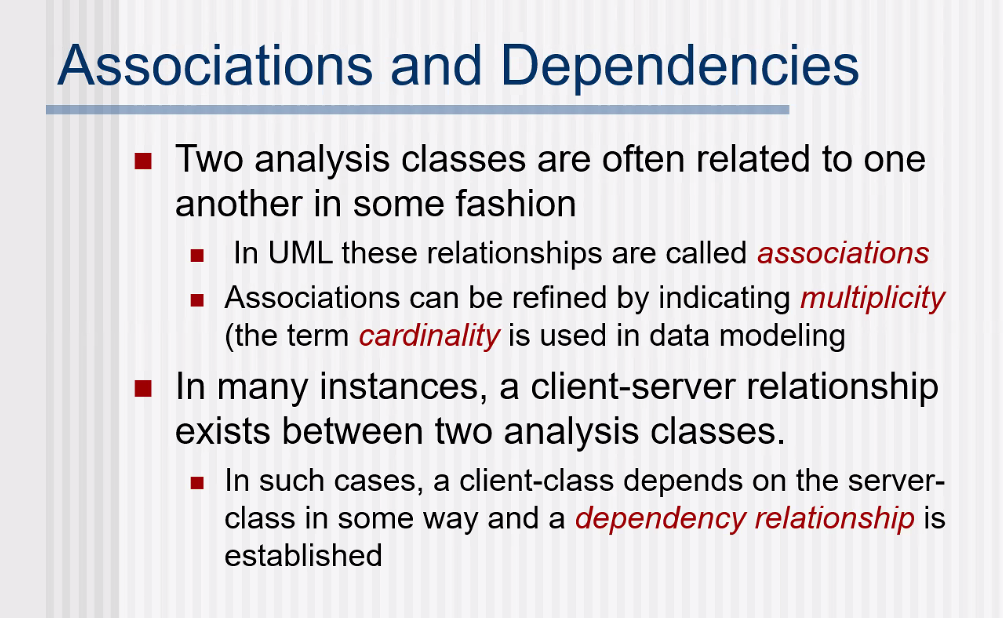 Associations and Dependencies
Two analysis classes are often related to one
another in some fashion
In UML these relationships are called associations
Associations can be refined by indicating multiplicity
(the term cardinality is used in data modeling
In many instances, a client-server relationship
exists between two analysis classes.
In such cases, a client-class depends on the server-
class in some way and a dependency relationship is
established